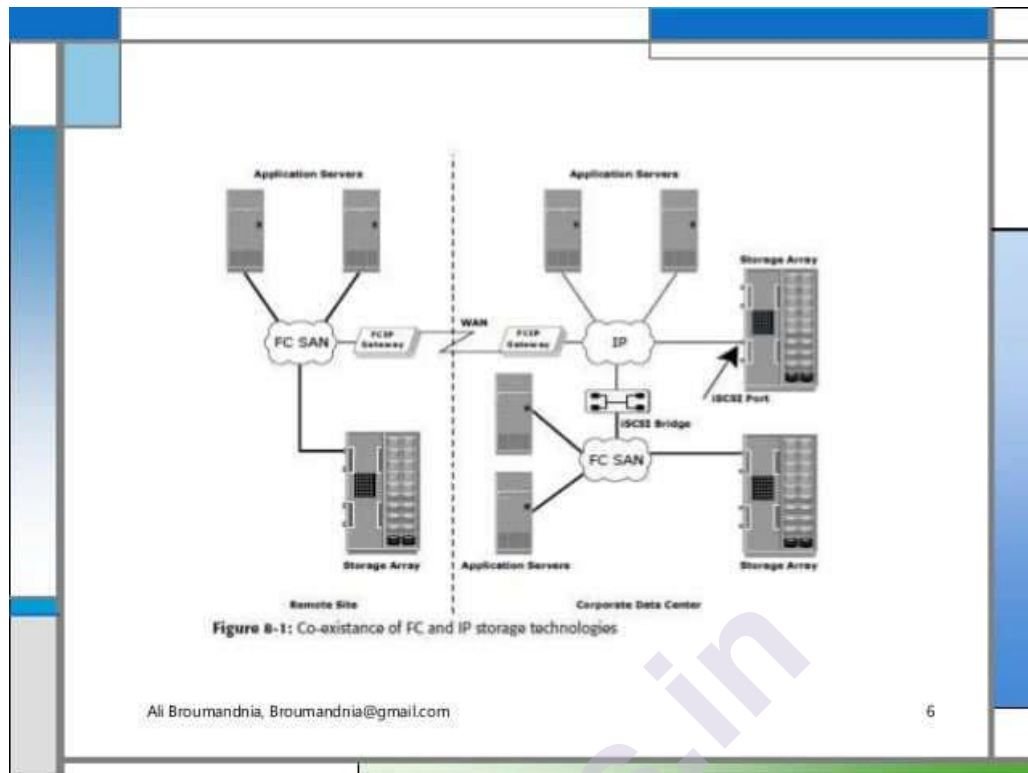 Application Servers
Application Servers
Storage Array
WAN
FC SAN
FCIP
Gateway
FCIP
Gateway
IP
iSCSI Port
iSCSI Bridge
FC SAN
Storage Array
Application Servers
Storage Array
Remote Site
Corporate Data Center
Figure 8-1: Co-existance of FC and IP storage technologies
Ali Broumandnia, Broumandnia@gmail.com
6